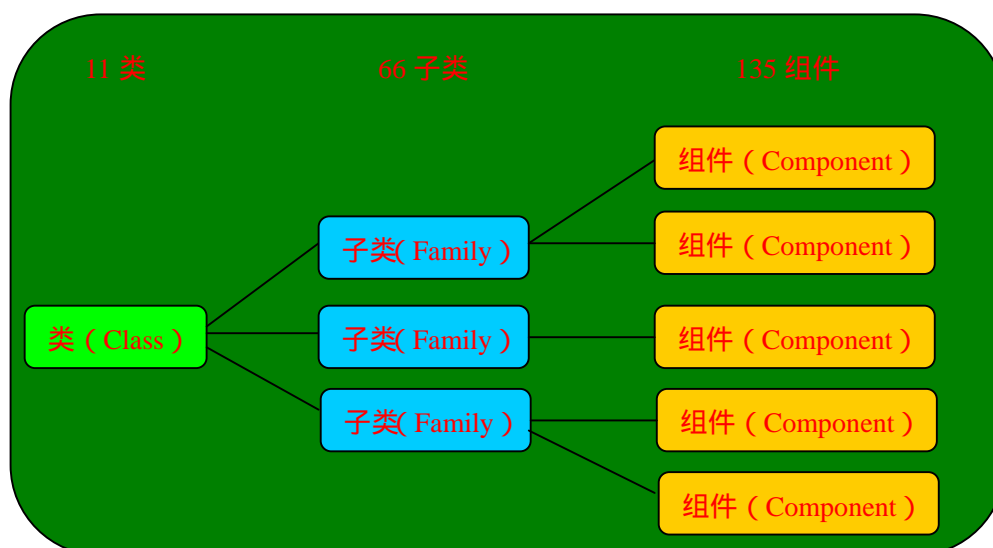 11 类
66 子类
135 组件
组件（Component）
组件（Component）
子类（Family）
类（Class）
子类（Family）
组件（Component）
子类（Family）
组件（Component）
组件（Component）